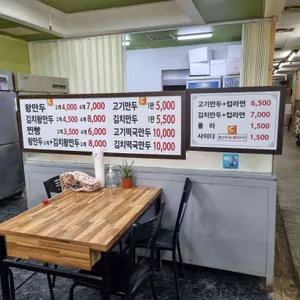 왕만두 2개 4,000 4개 7,000
김치왕만두 2개 4,500 4개 8,000
찐빵 2개 3,500 4개 6,000
왕만두 2개+김치왕만두 2개 8,000
고기만두 1판 5,000
김치만두 1판 5,500
고기떡국만두 10,000
김치떡국만두 10,000
고기만두+컵라면 6,500
김치만두+컵라면 7,000
콜라 1,500
사이다 1,500